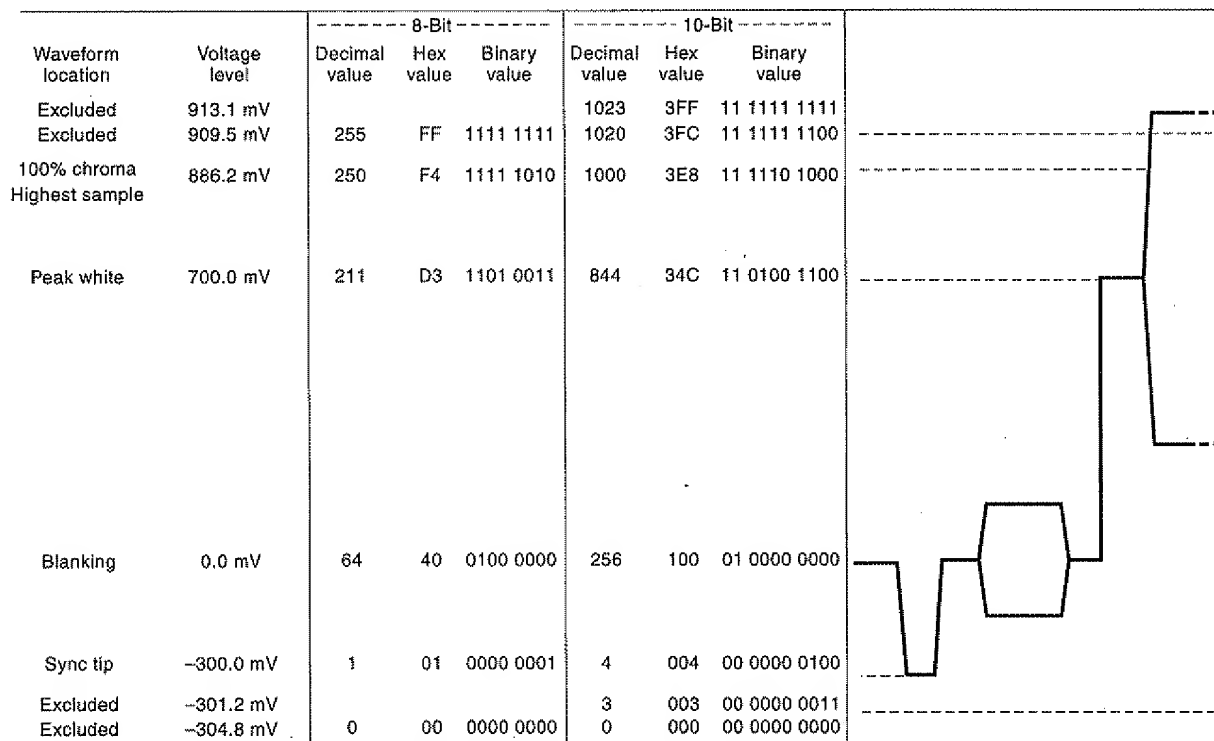 8-Bit 10-Bit
Waveform location Voltage level Decimal value Hex value Binary value Decimal value Hex value Binary value
Excluded 913.1 mV 1023 3FF 11 1111 1111
Excluded 909.5 mV 255 FF 1111 1111 1020 3FC 11 1111 1100
100% chroma
Highest sample 886.2 mV 250 F4 1111 1010 1000 3E8 11 1110 1000
Peak white 700.0 mV 211 D3 1101 0011 844 34C 11 0100 1100
Blanking 0.0 mV 64 40 0100 0000 256 100 01 0000 0000
Sync tip –300.0 mV 1 01 0000 0001 4 004 00 0000 0100
Excluded –301.2 mV 3 003 00 0000 0011
Excluded –304.8 mV 0 00 0000 0000 0 000 00 0000 0000